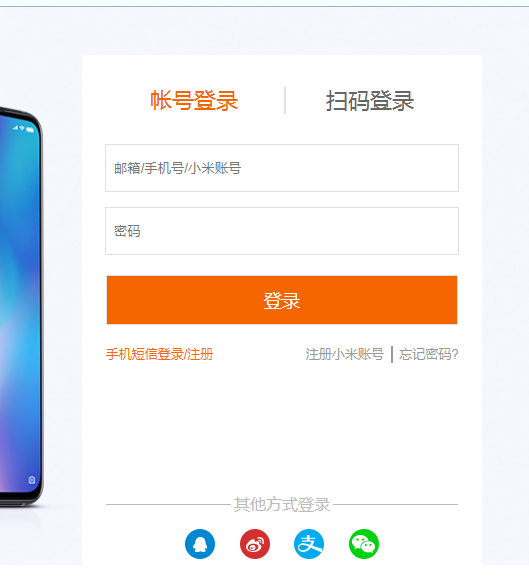 帐号登录 扫码登录
邮箱/手机号/小米账号
密码
登录
手机短信登录/注册 注册小米账号 | 忘记密码?
其他方式登录